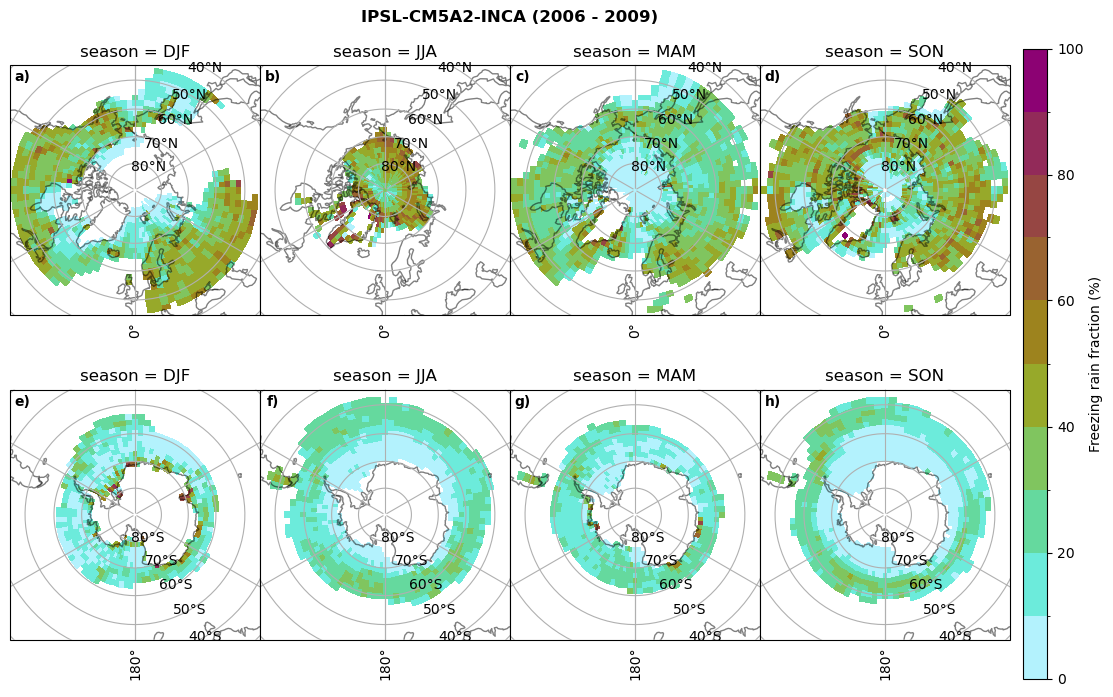 IPSL-CM5A2-INCA (2006 - 2009)
season = DJF
season = JJA
season = MAM
season = SON
a)
40°N
50°N
60°N
70°N
80°N
0°
b)
40°N
50°N
60°N
70°N
80°N
0°
c)
40°N
50°N
60°N
70°N
80°N
0°
d)
40°N
50°N
60°N
70°N
80°N
0°
season = DJF
season = JJA
season = MAM
season = SON
e)
80°S
70°S
60°S
50°S
40°S
180°
f)
80°S
70°S
60°S
50°S
40°S
180°
g)
80°S
70°S
60°S
50°S
40°S
180°
h)
80°S
70°S
60°S
50°S
40°S
180°
100
80
60
40
20
0
Freezing rain fraction (%)